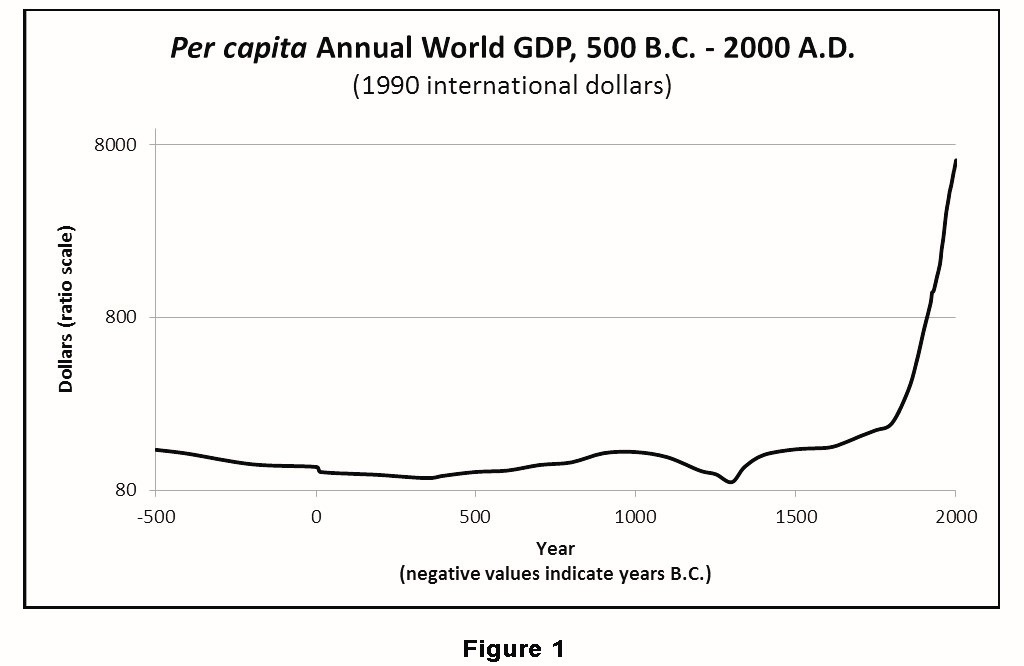 Per capita Annual World GDP, 500 B.C. - 2000 A.D.
(1990 international dollars)
Dollars (ratio scale)
8000
800
80
-500 0 500 1000 1500 2000
Year
(negative values indicate years B.C.)
Figure 1